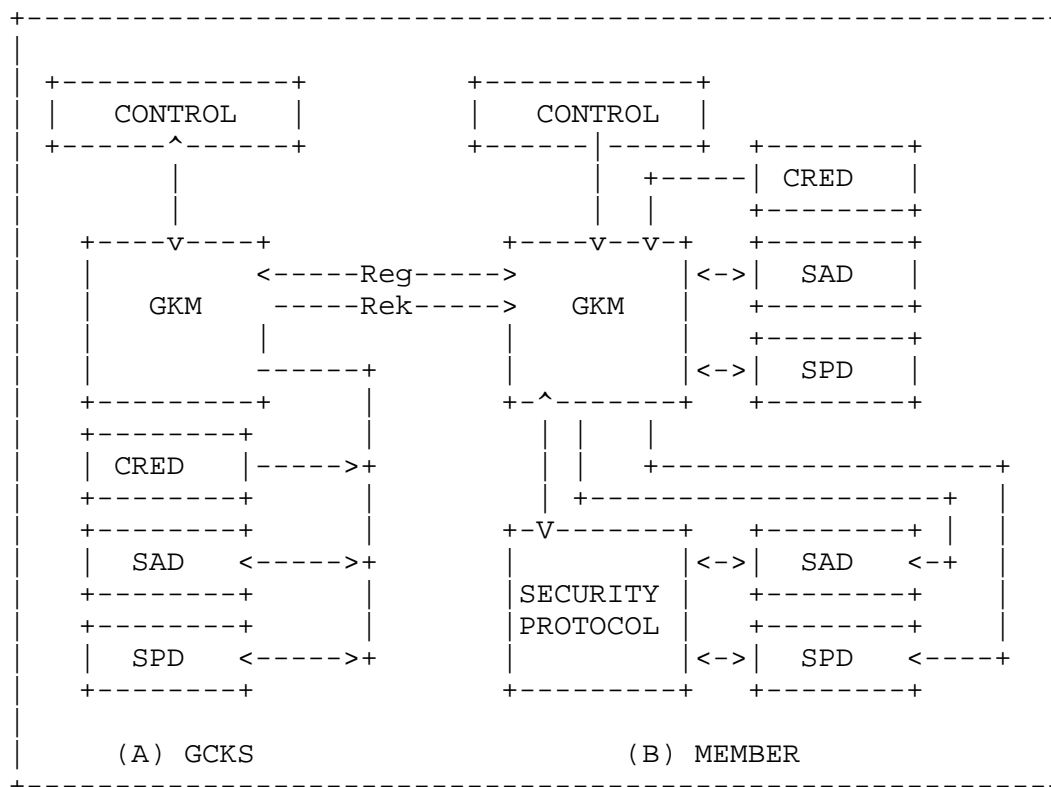 CONTROL CONTROL
CRED
Reg SAD
GKM Rek GKM
SPD
CRED
SAD SAD
SECURITY
PROTOCOL
SPD SPD
(A) GCKS (B) MEMBER